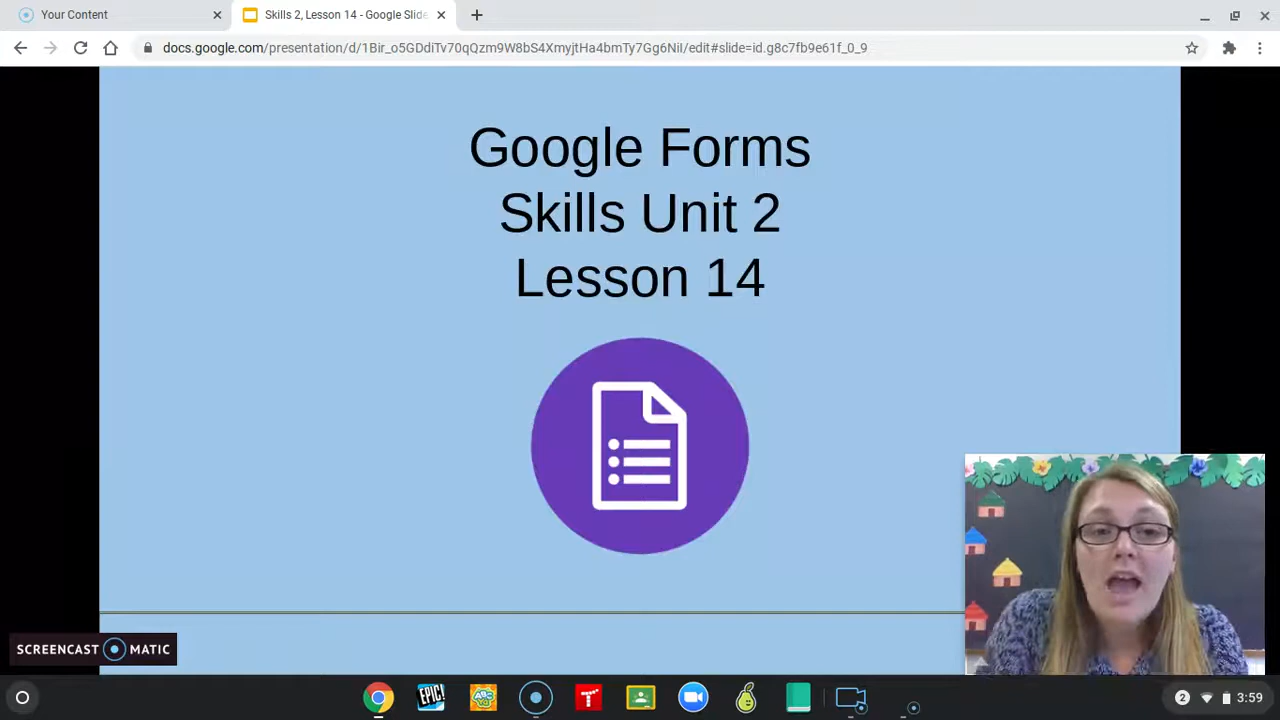 Your Content
Skills 2, Lesson 14 - Google Slide
docs.google.com/presentation/d/1Bir_o5GDdiTv70qQzm9W8bS4XmyjtHa4bmTy7Gg6NiI/edit#slide=id.g8c7fb9e61f_0_9
Google Forms
Skills Unit 2
Lesson 14
SCREENCAST MATIC
EPIC!
2 3:59